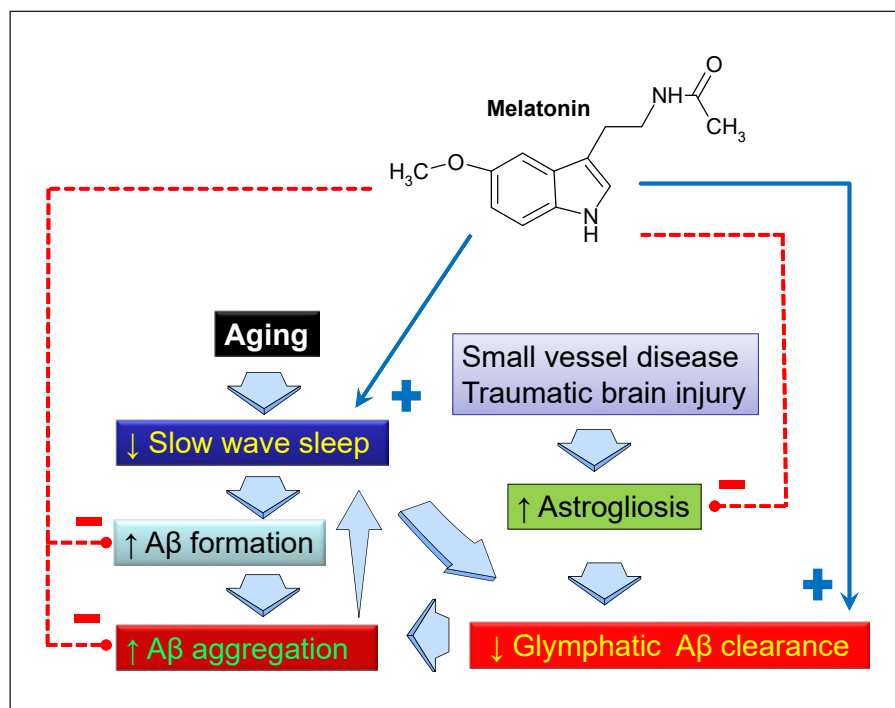 Melatonin
O
NH
CH3
H3C
O
N
H
Aging
Small vessel disease
Traumatic brain injury
+
↓ Slow wave sleep
−
↑ Astrogliosis
−
↑ Aβ formation
+
−
↑ Aβ aggregation
↓ Glymphatic Aβ clearance